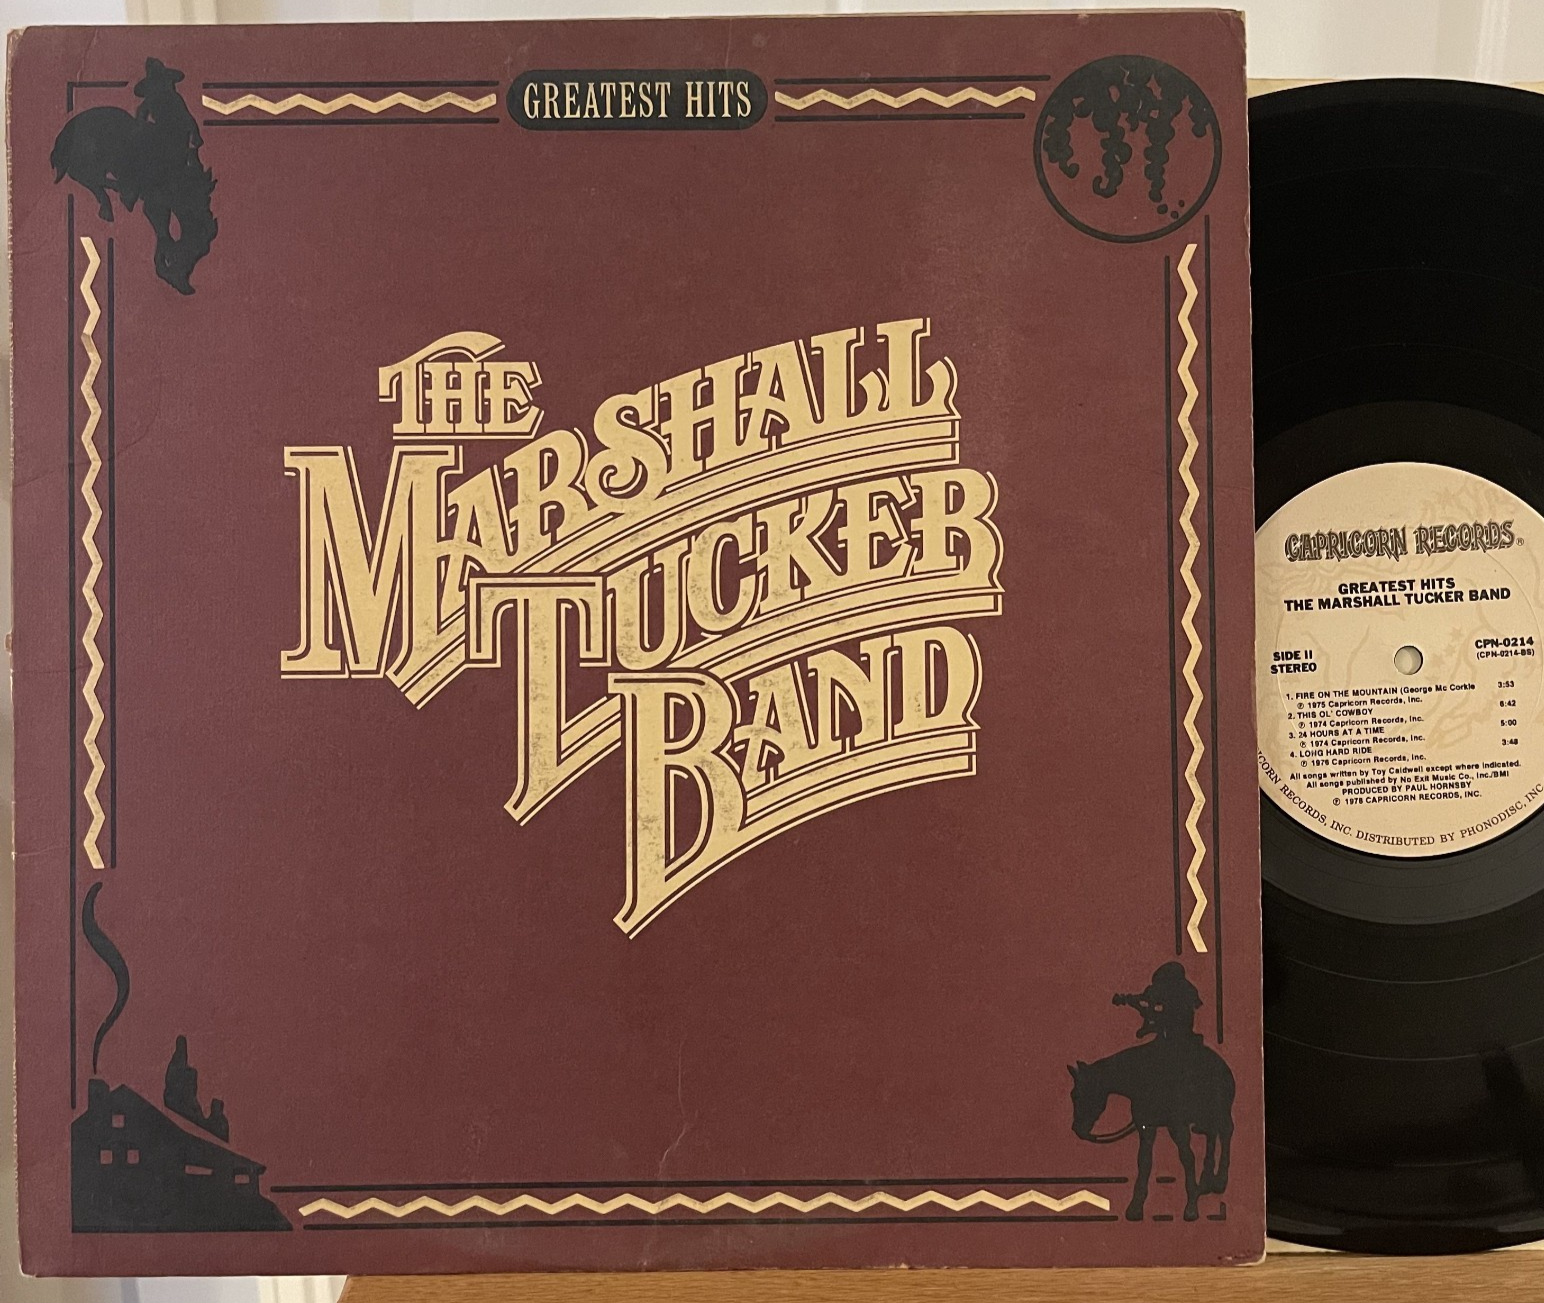 GREATEST HITS
THE
MARSHALL
TUCKER
BAND
CAPRICORN RECORDS®
GREATEST HITS
THE MARSHALL TUCKER BAND
SIDE II
STEREO
CPN-0214
(CPN-0214-BS)
1. FIRE ON THE MOUNTAIN (George Mc Corkle 3:53
℗ 1975 Capricorn Records, Inc.
2. THIS OL' COWBOY 6:42
℗ 1974 Capricorn Records, Inc.
3. 24 HOURS AT A TIME 5:00
℗ 1974 Capricorn Records, Inc.
4. LONG HARD RIDE 3:48
℗ 1976 Capricorn Records, Inc.
All songs written by Toy Caldwell except where indicated.
All songs published by No Exit Music Co., Inc./BMI
PRODUCED BY PAUL HORNSBY
℗ 1978 CAPRICORN RECORDS, INC.
CORN RECORDS, INC. DISTRIBUTED BY PHONODISC, INC